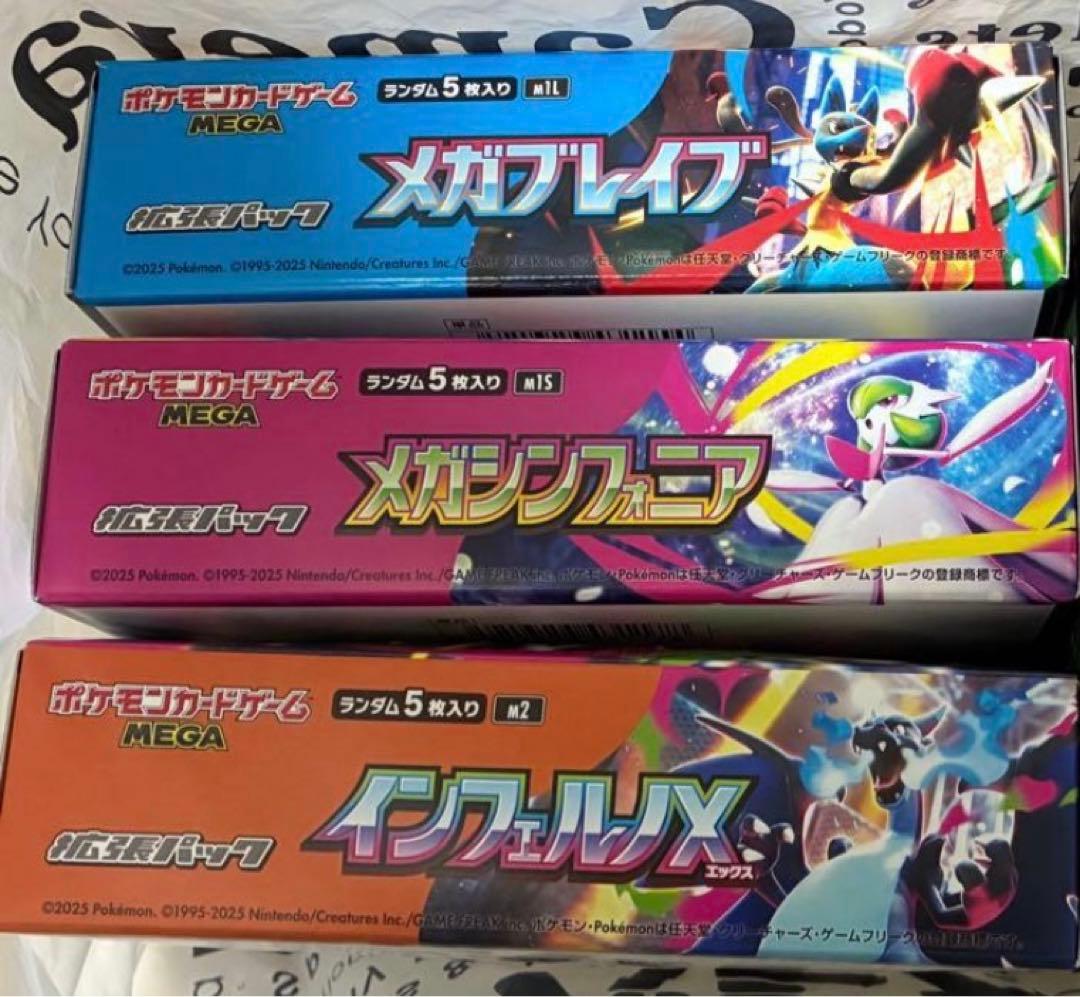 ポケモンカードゲーム
MEGA
ランダム5枚入り M1L
メガブレイブ
拡張パック
©2025 Pokémon. ©1995-2025 Nintendo/Creatures Inc./GAME FREAK inc. ポケモン・Pokémonは任天堂・クリーチャーズ・ゲームフリークの登録商標です。
単品
ポケモンカードゲーム
MEGA
ランダム5枚入り M1S
メガシンフォニア
拡張パック
©2025 Pokémon. ©1995-2025 Nintendo/Creatures Inc./GAME FREAK inc. ポケモン・Pokémonは任天堂・クリーチャーズ・ゲームフリークの登録商標です。
ポケモンカードゲーム
MEGA
ランダム5枚入り M2
インフェルノX
エックス
拡張パック
©2025 Pokémon. ©1995-2025 Nintendo/Creatures Inc./GAME FREAK inc. ポケモン・Pokémonは任天堂・クリーチャーズ・ゲームフリークの登録商標です。